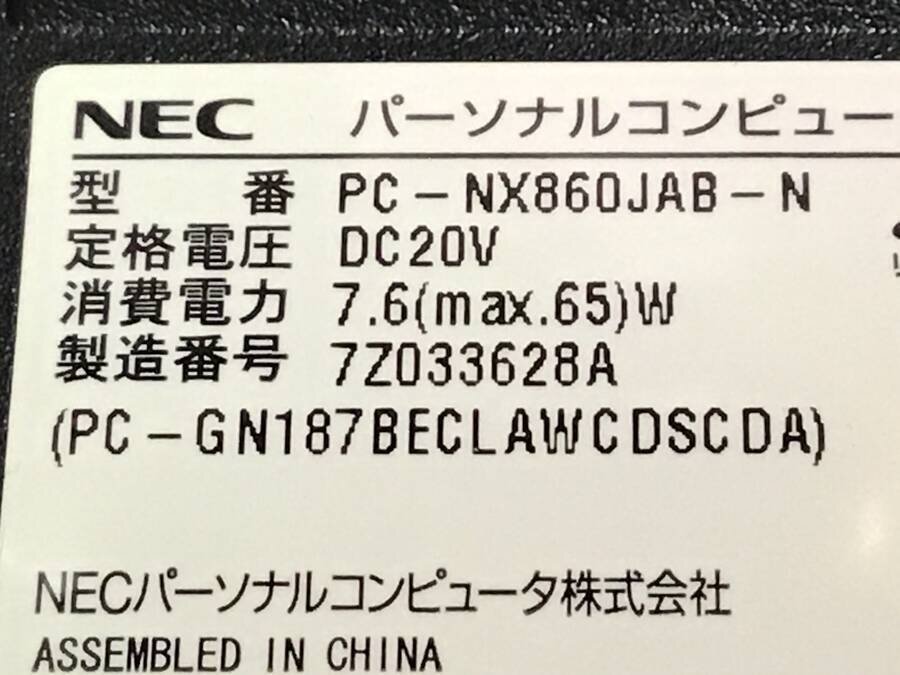 NEC パーソナルコンピュー
型番 PC-NX860JAB-N
定格電圧 DC20V
消費電力 7.6(max.65)W
製造番号 7Z033628A
(PC-GN187BECLAWCDSCDA)
NECパーソナルコンピュータ株式会社
ASSEMBLED IN CHINA